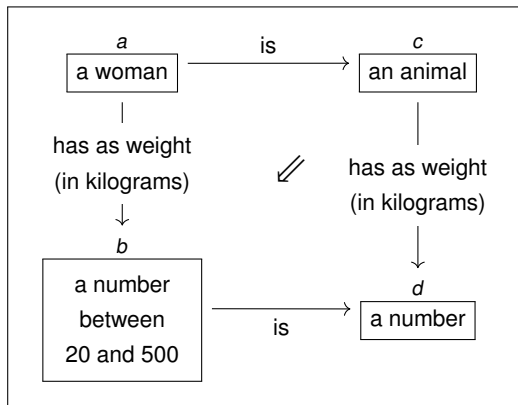 a
is
c
a woman
an animal
has as weight
(in kilograms)
has as weight
(in kilograms)
b
a number
between
20 and 500
is
d
a number